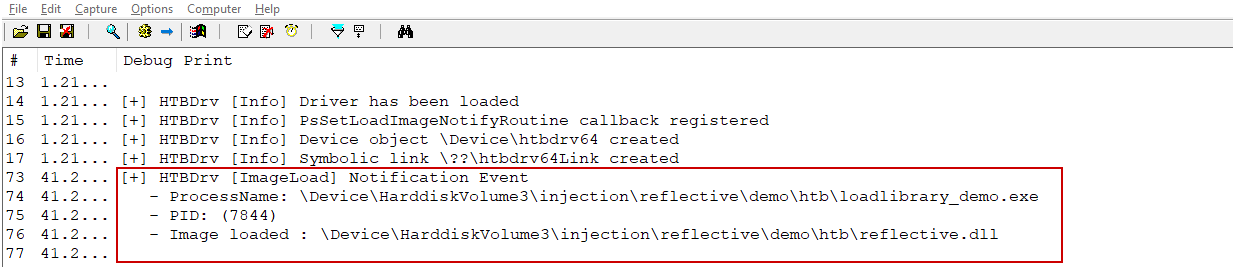 File Edit Capture Options Computer Help
# Time Debug Print
13 1.21...
14 1.21... [+] HTBDrv [Info] Driver has been loaded
15 1.21... [+] HTBDrv [Info] PsSetLoadImageNotifyRoutine callback registered
16 1.21... [+] HTBDrv [Info] Device object \Device\htbdrv64 created
17 1.21... [+] HTBDrv [Info] Symbolic link \??\htbdrv64Link created
73 41.2... [+] HTBDrv [ImageLoad] Notification Event
74 41.2... - ProcessName: \Device\HarddiskVolume3\injection\reflective\demo\htb\loadlibrary_demo.exe
75 41.2... - PID: (7844)
76 41.2... - Image loaded : \Device\HarddiskVolume3\injection\reflective\demo\htb\reflective.dll
77 41.2...